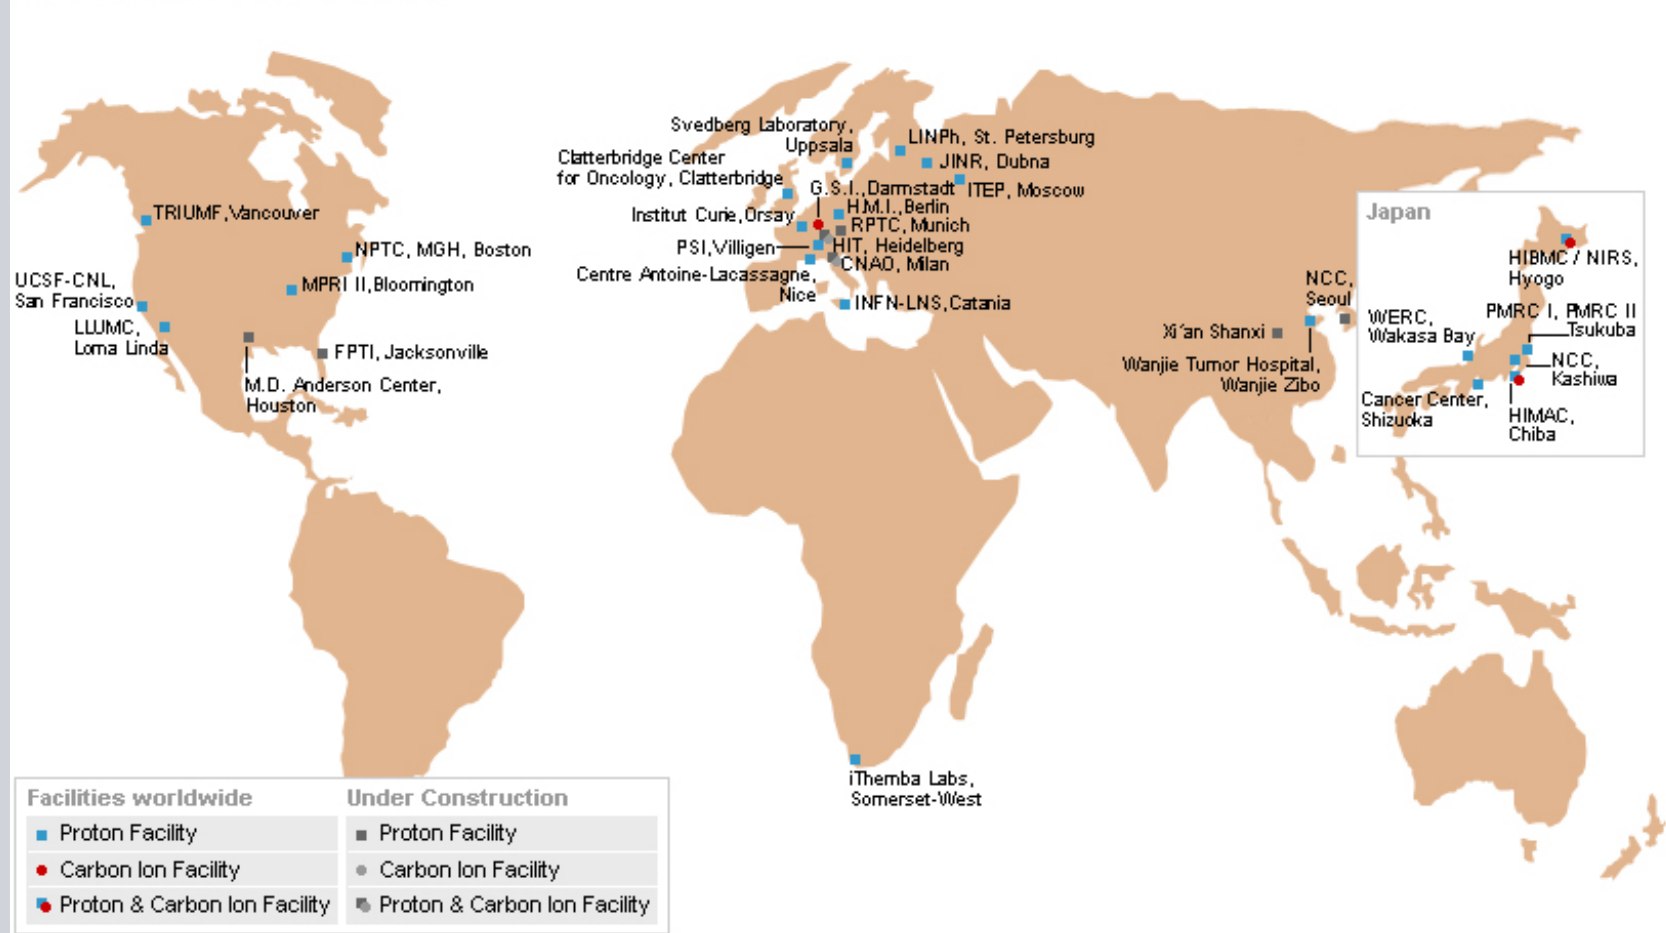 Svedberg Laboratory,
Uppsala
LINPh, St. Petersburg
Clatterbridge Center
for Oncology, Clatterbridge
JINR, Dubna
G.S.I., Darmstadt
ITEP, Moscow
TRIUMF, Vancouver
Institut Curie, Orsay
H.M.I., Berlin
RPTC, Munich
NPTC, MGH, Boston
PSI, Villigen
HIT, Heidelberg
CNAO, Milan
UCSF-CNL,
San Francisco
MPRI II, Bloomington
Centre Antoine-Lacassagne,
Nice
INFN-LNS, Catania
LLUMC,
Loma Linda
FPTI, Jacksonville
M.D. Anderson Center,
Houston
NCC,
Seoul
Xi'an Shanxi
Wanjie Tumor Hospital,
Wanjie Zibo
Japan
HIBMC / NIRS,
Hyogo
PMRC I, PMRC II
Tsukuba
WERC,
Wakasa Bay
NCC,
Kashiwa
Cancer Center,
Shizuoka
HIMAC,
Chiba
iThemba Labs,
Somerset-West
Facilities worldwide
Under Construction
Proton Facility
Proton Facility
Carbon Ion Facility
Carbon Ion Facility
Proton & Carbon Ion Facility
Proton & Carbon Ion Facility